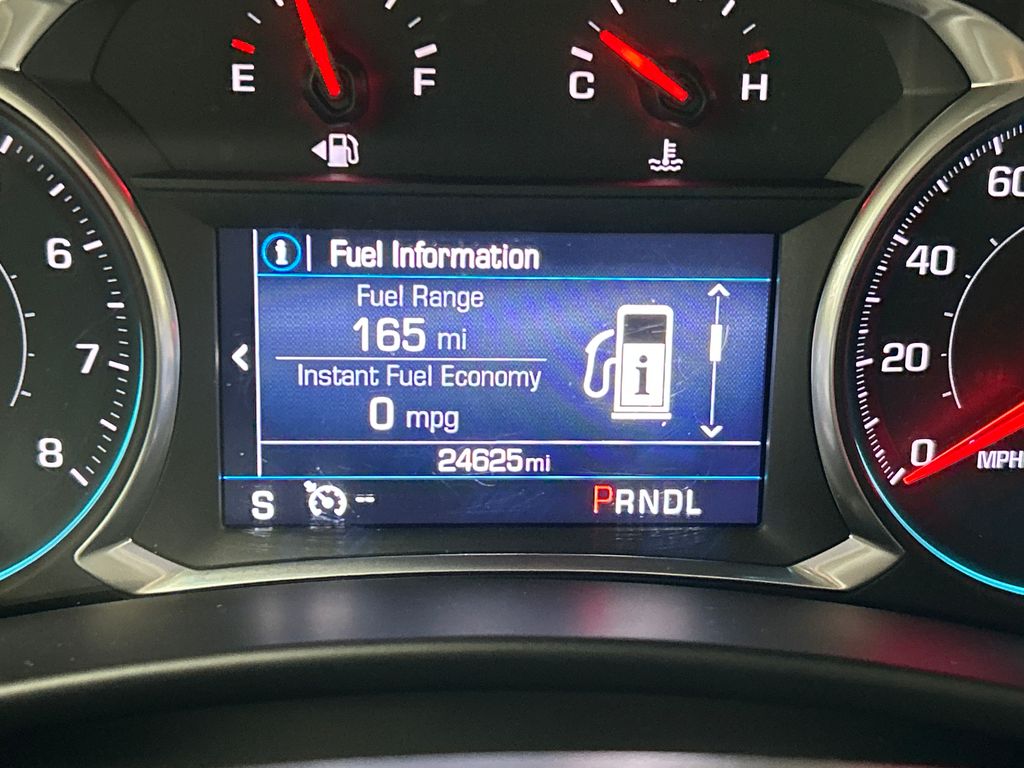 E F
C H
i Fuel Information
Fuel Range
165 mi
Instant Fuel Economy
0 mpg
i
24625mi
S -- PRNDL
6
7
8
60
40
20
0
MPH